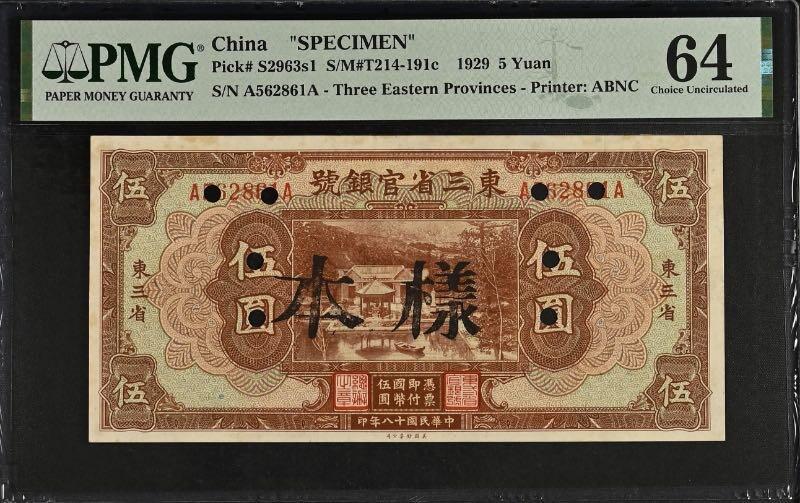 PMG®
PAPER MONEY GUARANTY
China "SPECIMEN"
Pick# S2963s1 S/M#T214-191c 1929 5 Yuan
S/N A562861A - Three Eastern Provinces - Printer: ABNC
64
Choice Uncirculated
號銀官省三東
伍
伍
東三省
東三省
伍圓
伍圓
本樣
憑票即付國幣伍圓
伍
伍
印年八十國民華中